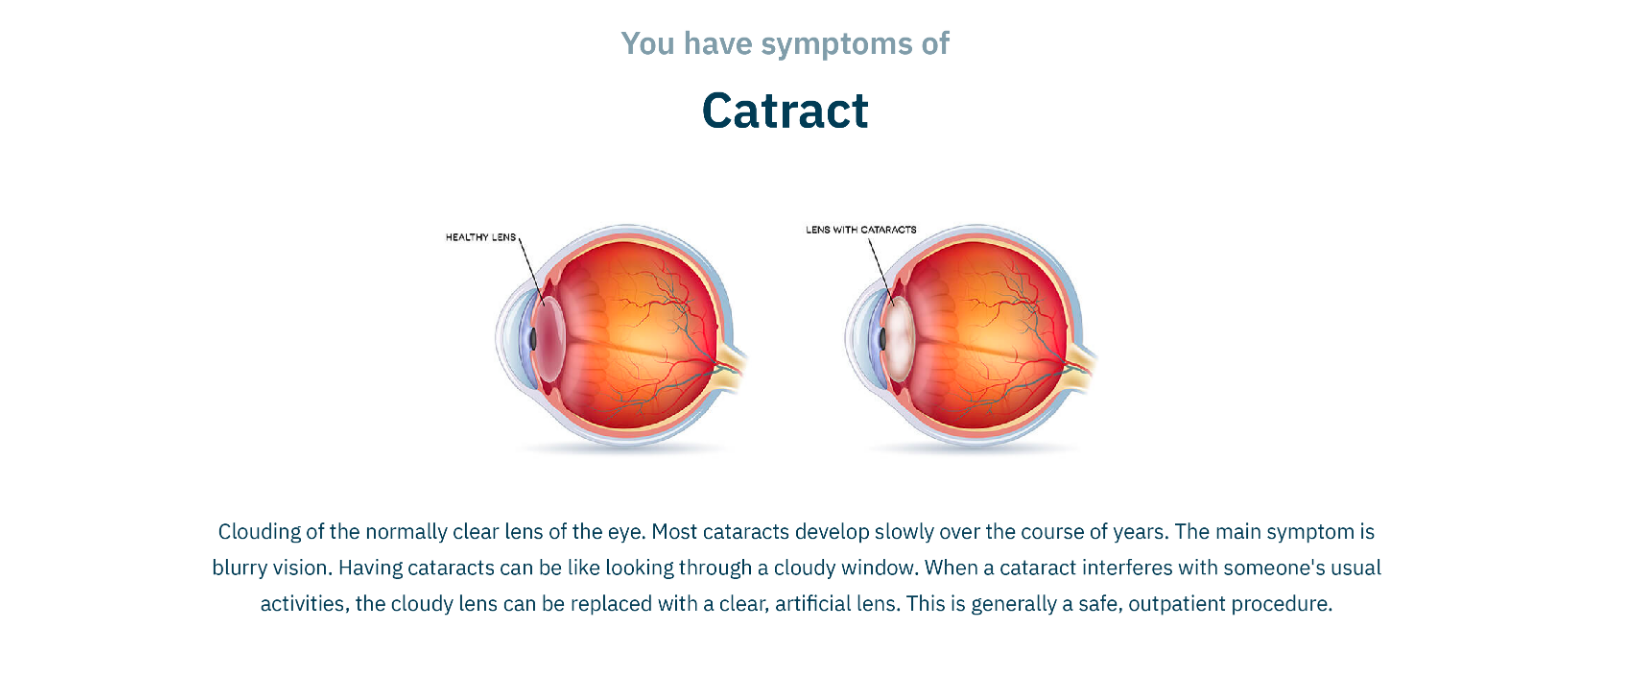 You have symptoms of
Catract
HEALTHY LENS
LENS WITH CATARACTS
Clouding of the normally clear lens of the eye. Most cataracts develop slowly over the course of years. The main symptom is
blurry vision. Having cataracts can be like looking through a cloudy window. When a cataract interferes with someone's usual
activities, the cloudy lens can be replaced with a clear, artificial lens. This is generally a safe, outpatient procedure.